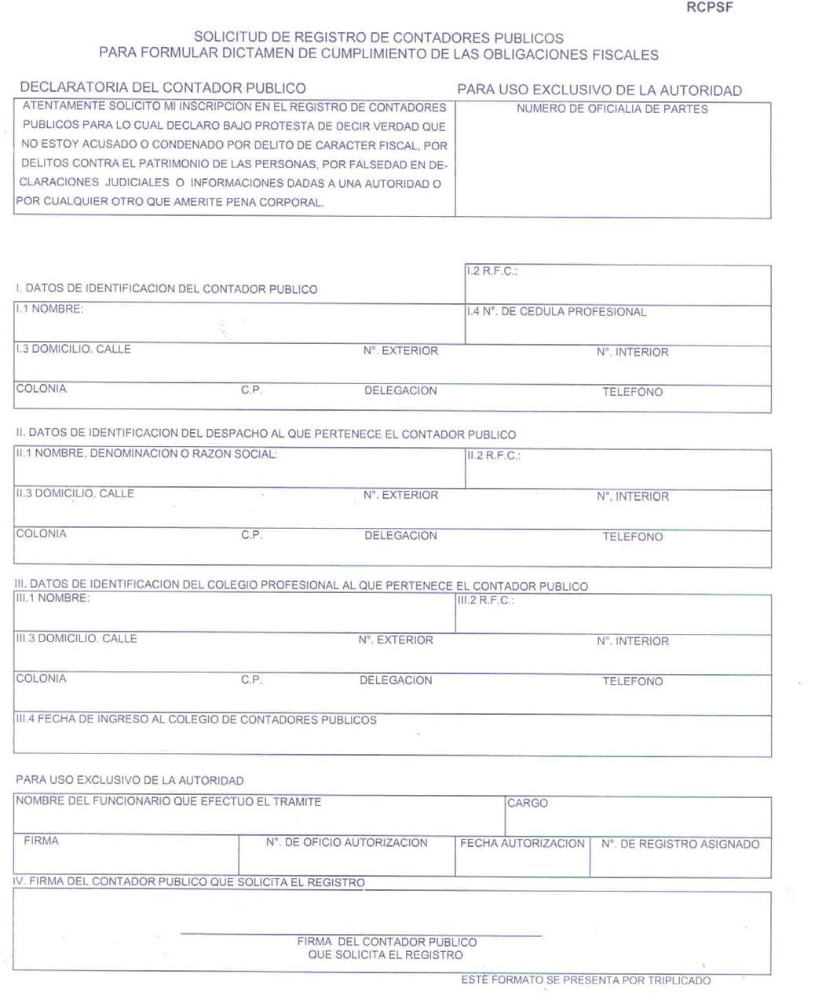 RCPSF
SOLICITUD DE REGISTRO DE CONTADORES PUBLICOS
PARA FORMULAR DICTAMEN DE CUMPLIMIENTO DE LAS OBLIGACIONES FISCALES
DECLARATORIA DEL CONTADOR PUBLICO
PARA USO EXCLUSIVO DE LA AUTORIDAD
ATENTAMENTE SOLICITO MI INSCRIPCION EN EL REGISTRO DE CONTADORES
PUBLICOS PARA LO CUAL DECLARO BAJO PROTESTA DE DECIR VERDAD QUE
NO ESTOY ACUSADO O CONDENADO POR DELITO DE CARACTER FISCAL, POR
DELITOS CONTRA EL PATRIMONIO DE LAS PERSONAS, POR FALSEDAD EN DE-
CLARACIONES JUDICIALES O INFORMACIONES DADAS A UNA AUTORIDAD O
POR CUALQUIER OTRO QUE AMERITE PENA CORPORAL.
NUMERO DE OFICIALIA DE PARTES
I. DATOS DE IDENTIFICACION DEL CONTADOR PUBLICO
I.2 R.F.C.:
I.1 NOMBRE:
I.4 N°. DE CEDULA PROFESIONAL
I.3 DOMICILIO. CALLE N°. EXTERIOR N°. INTERIOR
COLONIA C.P. DELEGACION TELEFONO
II. DATOS DE IDENTIFICACION DEL DESPACHO AL QUE PERTENECE EL CONTADOR PUBLICO
II.1 NOMBRE, DENOMINACION O RAZON SOCIAL: II.2 R.F.C.:
II.3 DOMICILIO. CALLE N°. EXTERIOR N°. INTERIOR
COLONIA C.P. DELEGACION TELEFONO
III. DATOS DE IDENTIFICACION DEL COLEGIO PROFESIONAL AL QUE PERTENECE EL CONTADOR PUBLICO
III.1 NOMBRE: III.2 R.F.C.:
III.3 DOMICILIO. CALLE N°. EXTERIOR N°. INTERIOR
COLONIA C.P. DELEGACION TELEFONO
III.4 FECHA DE INGRESO AL COLEGIO DE CONTADORES PUBLICOS
PARA USO EXCLUSIVO DE LA AUTORIDAD
NOMBRE DEL FUNCIONARIO QUE EFECTUO EL TRAMITE CARGO
FIRMA N°. DE OFICIO AUTORIZACION FECHA AUTORIZACION N°. DE REGISTRO ASIGNADO
IV. FIRMA DEL CONTADOR PUBLICO QUE SOLICITA EL REGISTRO
FIRMA DEL CONTADOR PUBLICO
QUE SOLICITA EL REGISTRO
ESTE FORMATO SE PRESENTA POR TRIPLICADO